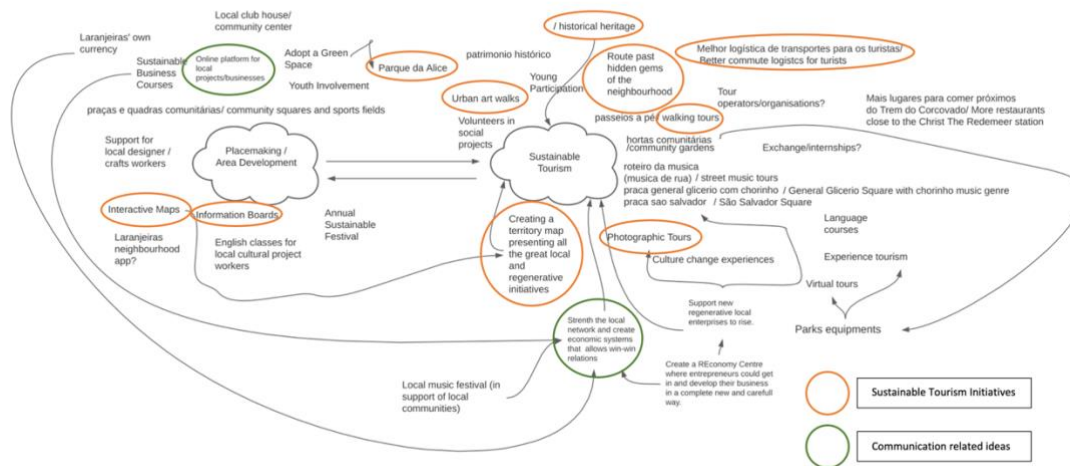 Local club house/
community center
/ historical heritage
Laranjeiras' own
currency
Sustainable
Business
Courses
Online platform for
local
projects/businesses
Adopt a Green
Space
Parque da Alice
Youth Involvement
patrimonio histórico
Young
Participation
Route past
hidden gems
of the
neighbourhood
Melhor logística de transportes para os turistas/
Better commute logistcs for turists
praças e quadras comunitárias/ community squares and sports fields
Urban art walks
Volunteers in
social
projects
passeios a pé/ walking tours
Tour
operators/organisations?
Mais lugares para comer próximos
do Trem do Corcovado/ More restaurants
close to the Christ The Redemeer station
hortas comunitárias
/community gardens
Exchange/internships?
Support for
local designer /
crafts workers
Placemaking /
Area Development
Sustainable
Tourism
roteiro da musica
(musica de rua) / street music tours
praca general glicerio com chorinho / General Glicerio Square with chorinho music genre
praca sao salvador / São Salvador Square
Interactive Maps
Information Boards
Annual
Sustainable
Festival
Creating a
territory map
presenting all
the great local
and
regenerative
initiatives
Photographic Tours
Language
courses
Laranjeiras
neighbourhood
app?
English classes for
local cultural project
workers
Culture change experiences
Experience tourism
Virtual tours
Support new
regenerative local
enterprises to rise.
Parks equipments
Strenth the local
network and create
economic systems
that allows win-win
relations
Create a REconomy Centre
where entrepreneurs could get
in and develop their business
in a complete new and carefull
way.
Local music festival (in
support of local
communities)
Sustainable Tourism Initiatives
Communication related ideas